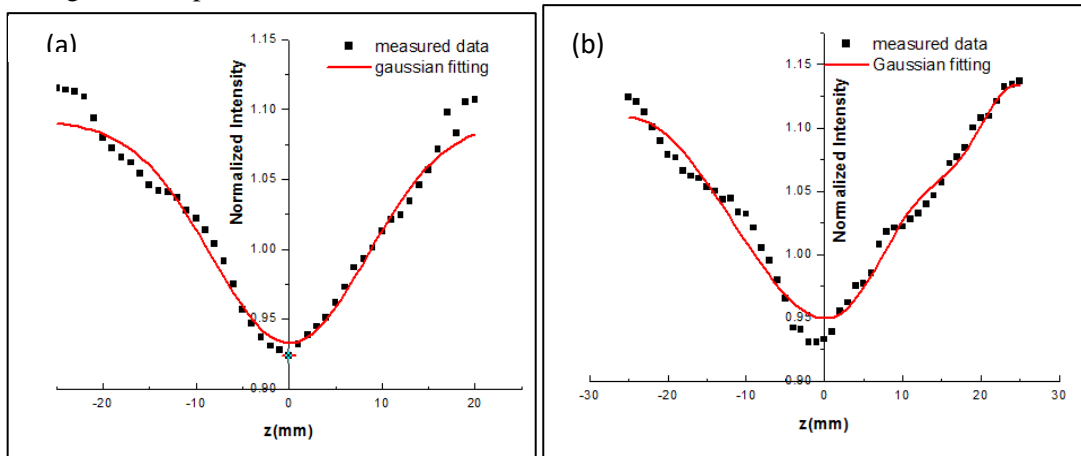 (a)
measured data
gaussian fitting
1.15
1.10
1.05
1.00
0.95
0.90
Normalized Intensity
-20
-10
0
10
20
z(mm)
(b)
measured data
Gaussian fitting
1.15
1.10
1.05
1.00
0.95
0.90
Normalized Intensity
-30
-20
-10
0
10
20
30
z(mm)